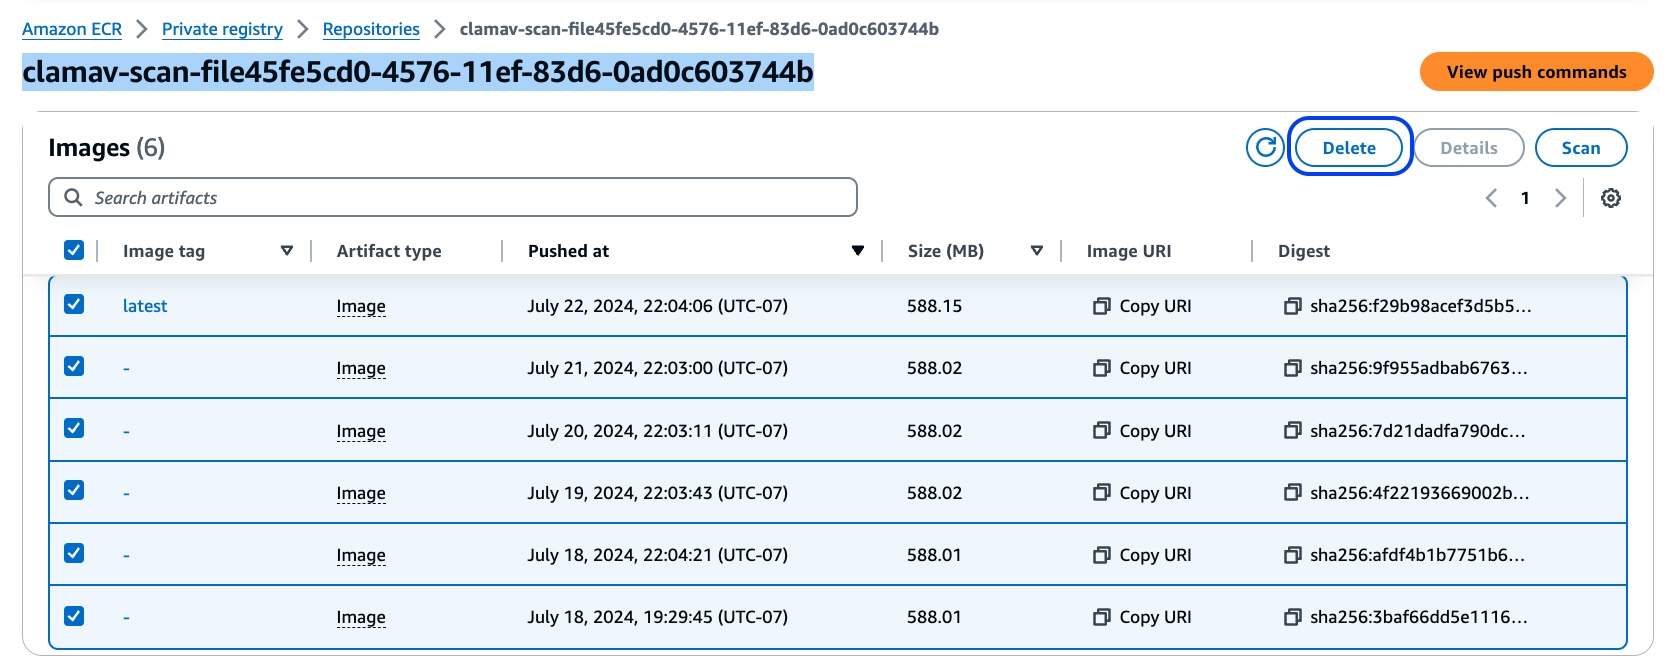 Amazon ECR > Private registry > Repositories > clamav-scan-file45fe5cd0-4576-11ef-83d6-0ad0c603744b
clamav-scan-file45fe5cd0-4576-11ef-83d6-0ad0c603744b
View push commands
Images (6)
Delete
Details
Scan
Search artifacts
1
Image tag Artifact type Pushed at Size (MB) Image URI Digest
latest Image July 22, 2024, 22:04:06 (UTC-07) 588.15 Copy URI sha256:f29b98acef3d5b5...
- Image July 21, 2024, 22:03:00 (UTC-07) 588.02 Copy URI sha256:9f955adbab6763...
- Image July 20, 2024, 22:03:11 (UTC-07) 588.02 Copy URI sha256:7d21dadfa790dc...
- Image July 19, 2024, 22:03:43 (UTC-07) 588.02 Copy URI sha256:4f22193669002b...
- Image July 18, 2024, 22:04:21 (UTC-07) 588.01 Copy URI sha256:afdf4b1b7751b6...
- Image July 18, 2024, 19:29:45 (UTC-07) 588.01 Copy URI sha256:3baf66dd5e1116...